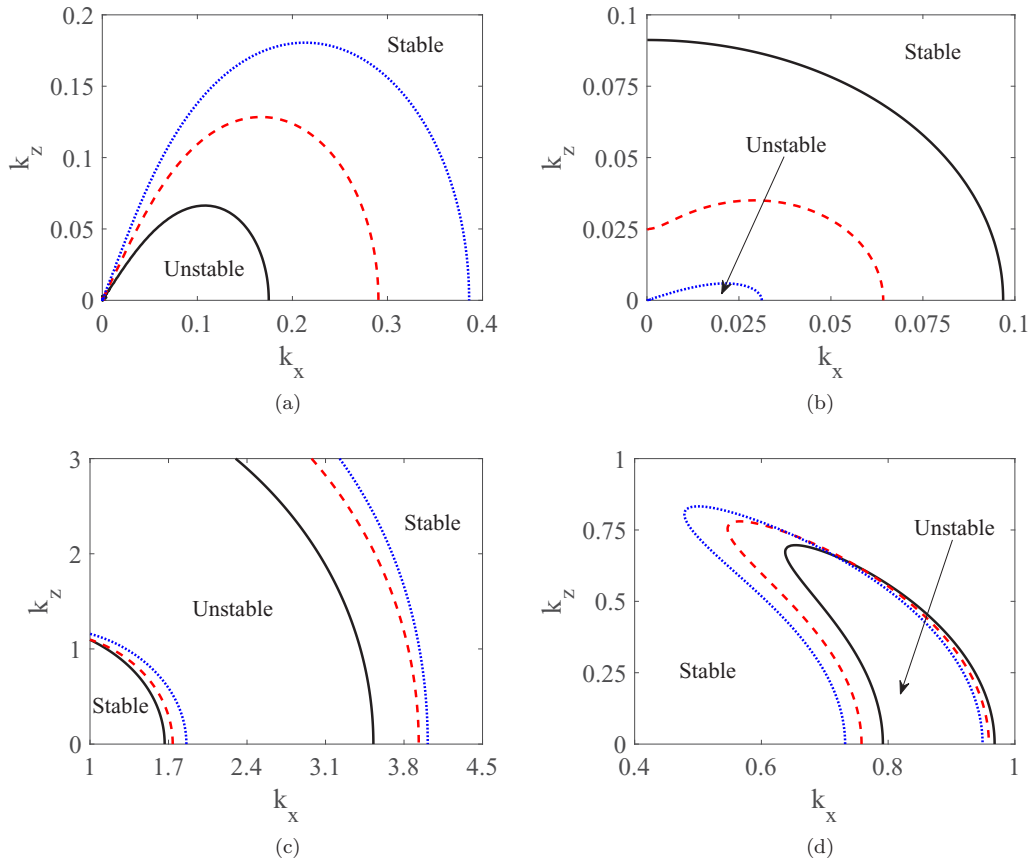 0.2
0.15
0.1
0.05
0
k_z
Stable
Unstable
0 0.1 0.2 0.3 0.4
k_x
(a)
0.1
0.075
0.05
0.025
0
k_z
Stable
Unstable
0 0.025 0.05 0.075 0.1
k_x
(b)
3
2
1
0
k_z
Stable
Unstable
Stable
1 1.7 2.4 3.1 3.8 4.5
k_x
(c)
1
0.75
0.5
0.25
0
k_z
Unstable
Stable
0.4 0.6 0.8 1
k_x
(d)